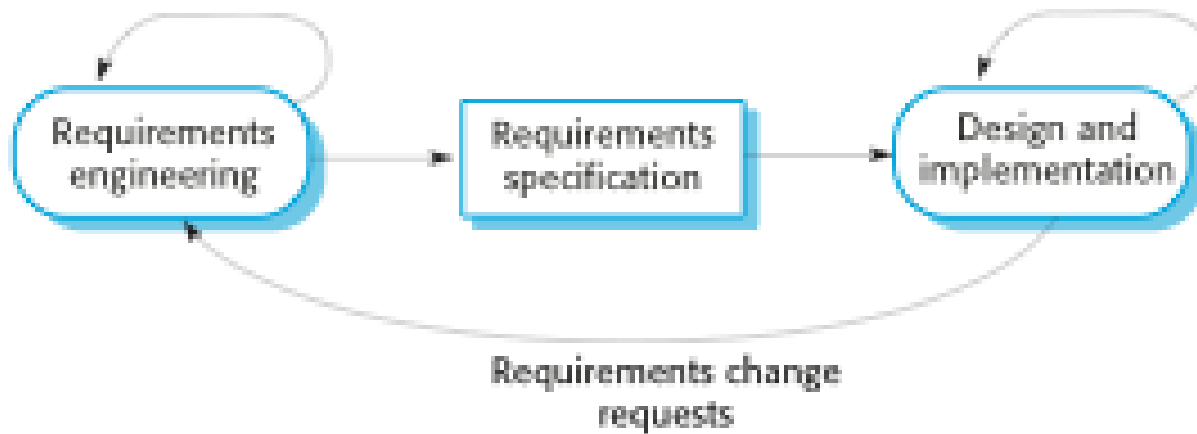 Requirements
engineering
Requirements
specification
Design and
implementation
Requirements change
requests